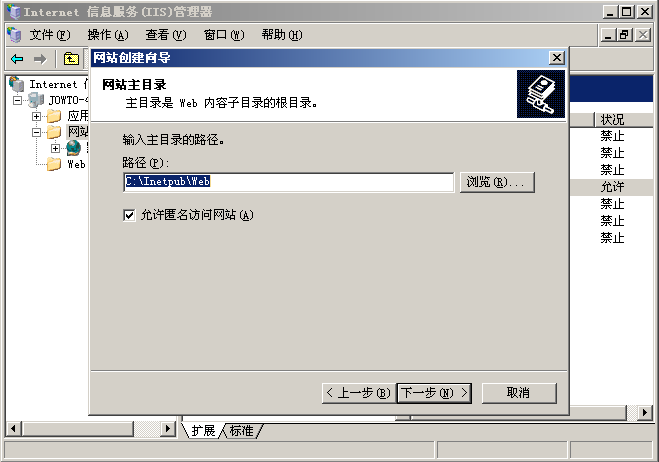 Internet 信息服务(IIS)管理器
文件(F) 操作(A) 查看(V) 窗口(W) 帮助(H)
网站创建向导
网站主目录
主目录是 Web 内容子目录的根目录。
Internet
JOWTO-
应用
网站
Web
状况
禁止
禁止
禁止
允许
禁止
禁止
禁止
输入主目录的路径。
路径(P):
C:\Inetpub\Web
浏览(R)...
允许匿名访问网站(A)
< 上一步(B)
下一步(N) >
取消
扩展 标准